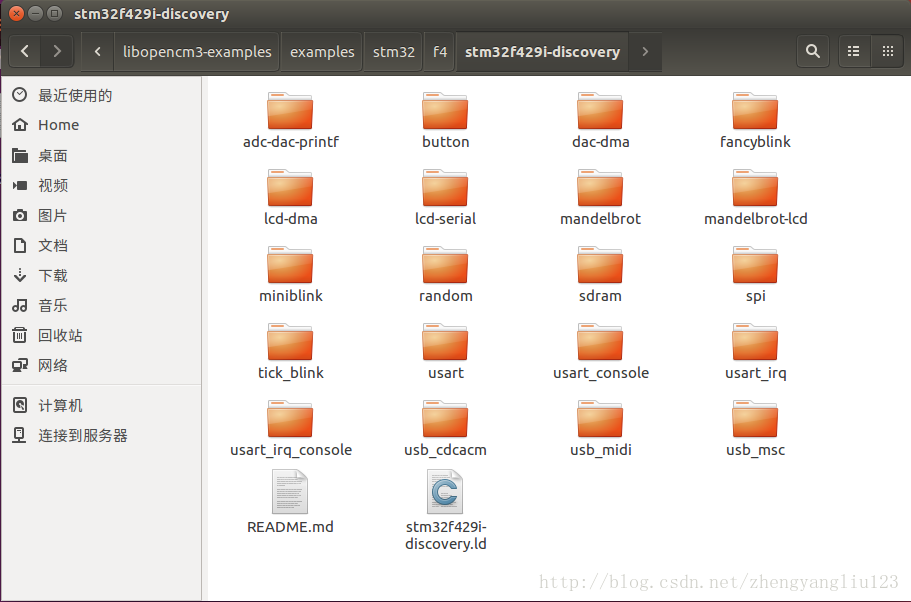 stm32f429i-discovery
libopencm3-examples examples stm32 f4 stm32f429i-discovery
最近使用的
Home
桌面
视频
图片
文档
下载
音乐
回收站
网络
计算机
连接到服务器
adc-dac-printf button dac-dma fancyblink
lcd-dma lcd-serial mandelbrot mandelbrot-lcd
miniblink random sdram spi
tick_blink usart usart_console usart_irq
usart_irq_console usb_cdcacm usb_midi usb_msc
README.md stm32f429i-
discovery.ld
http://blog.csdn.net/zhengyangliu123